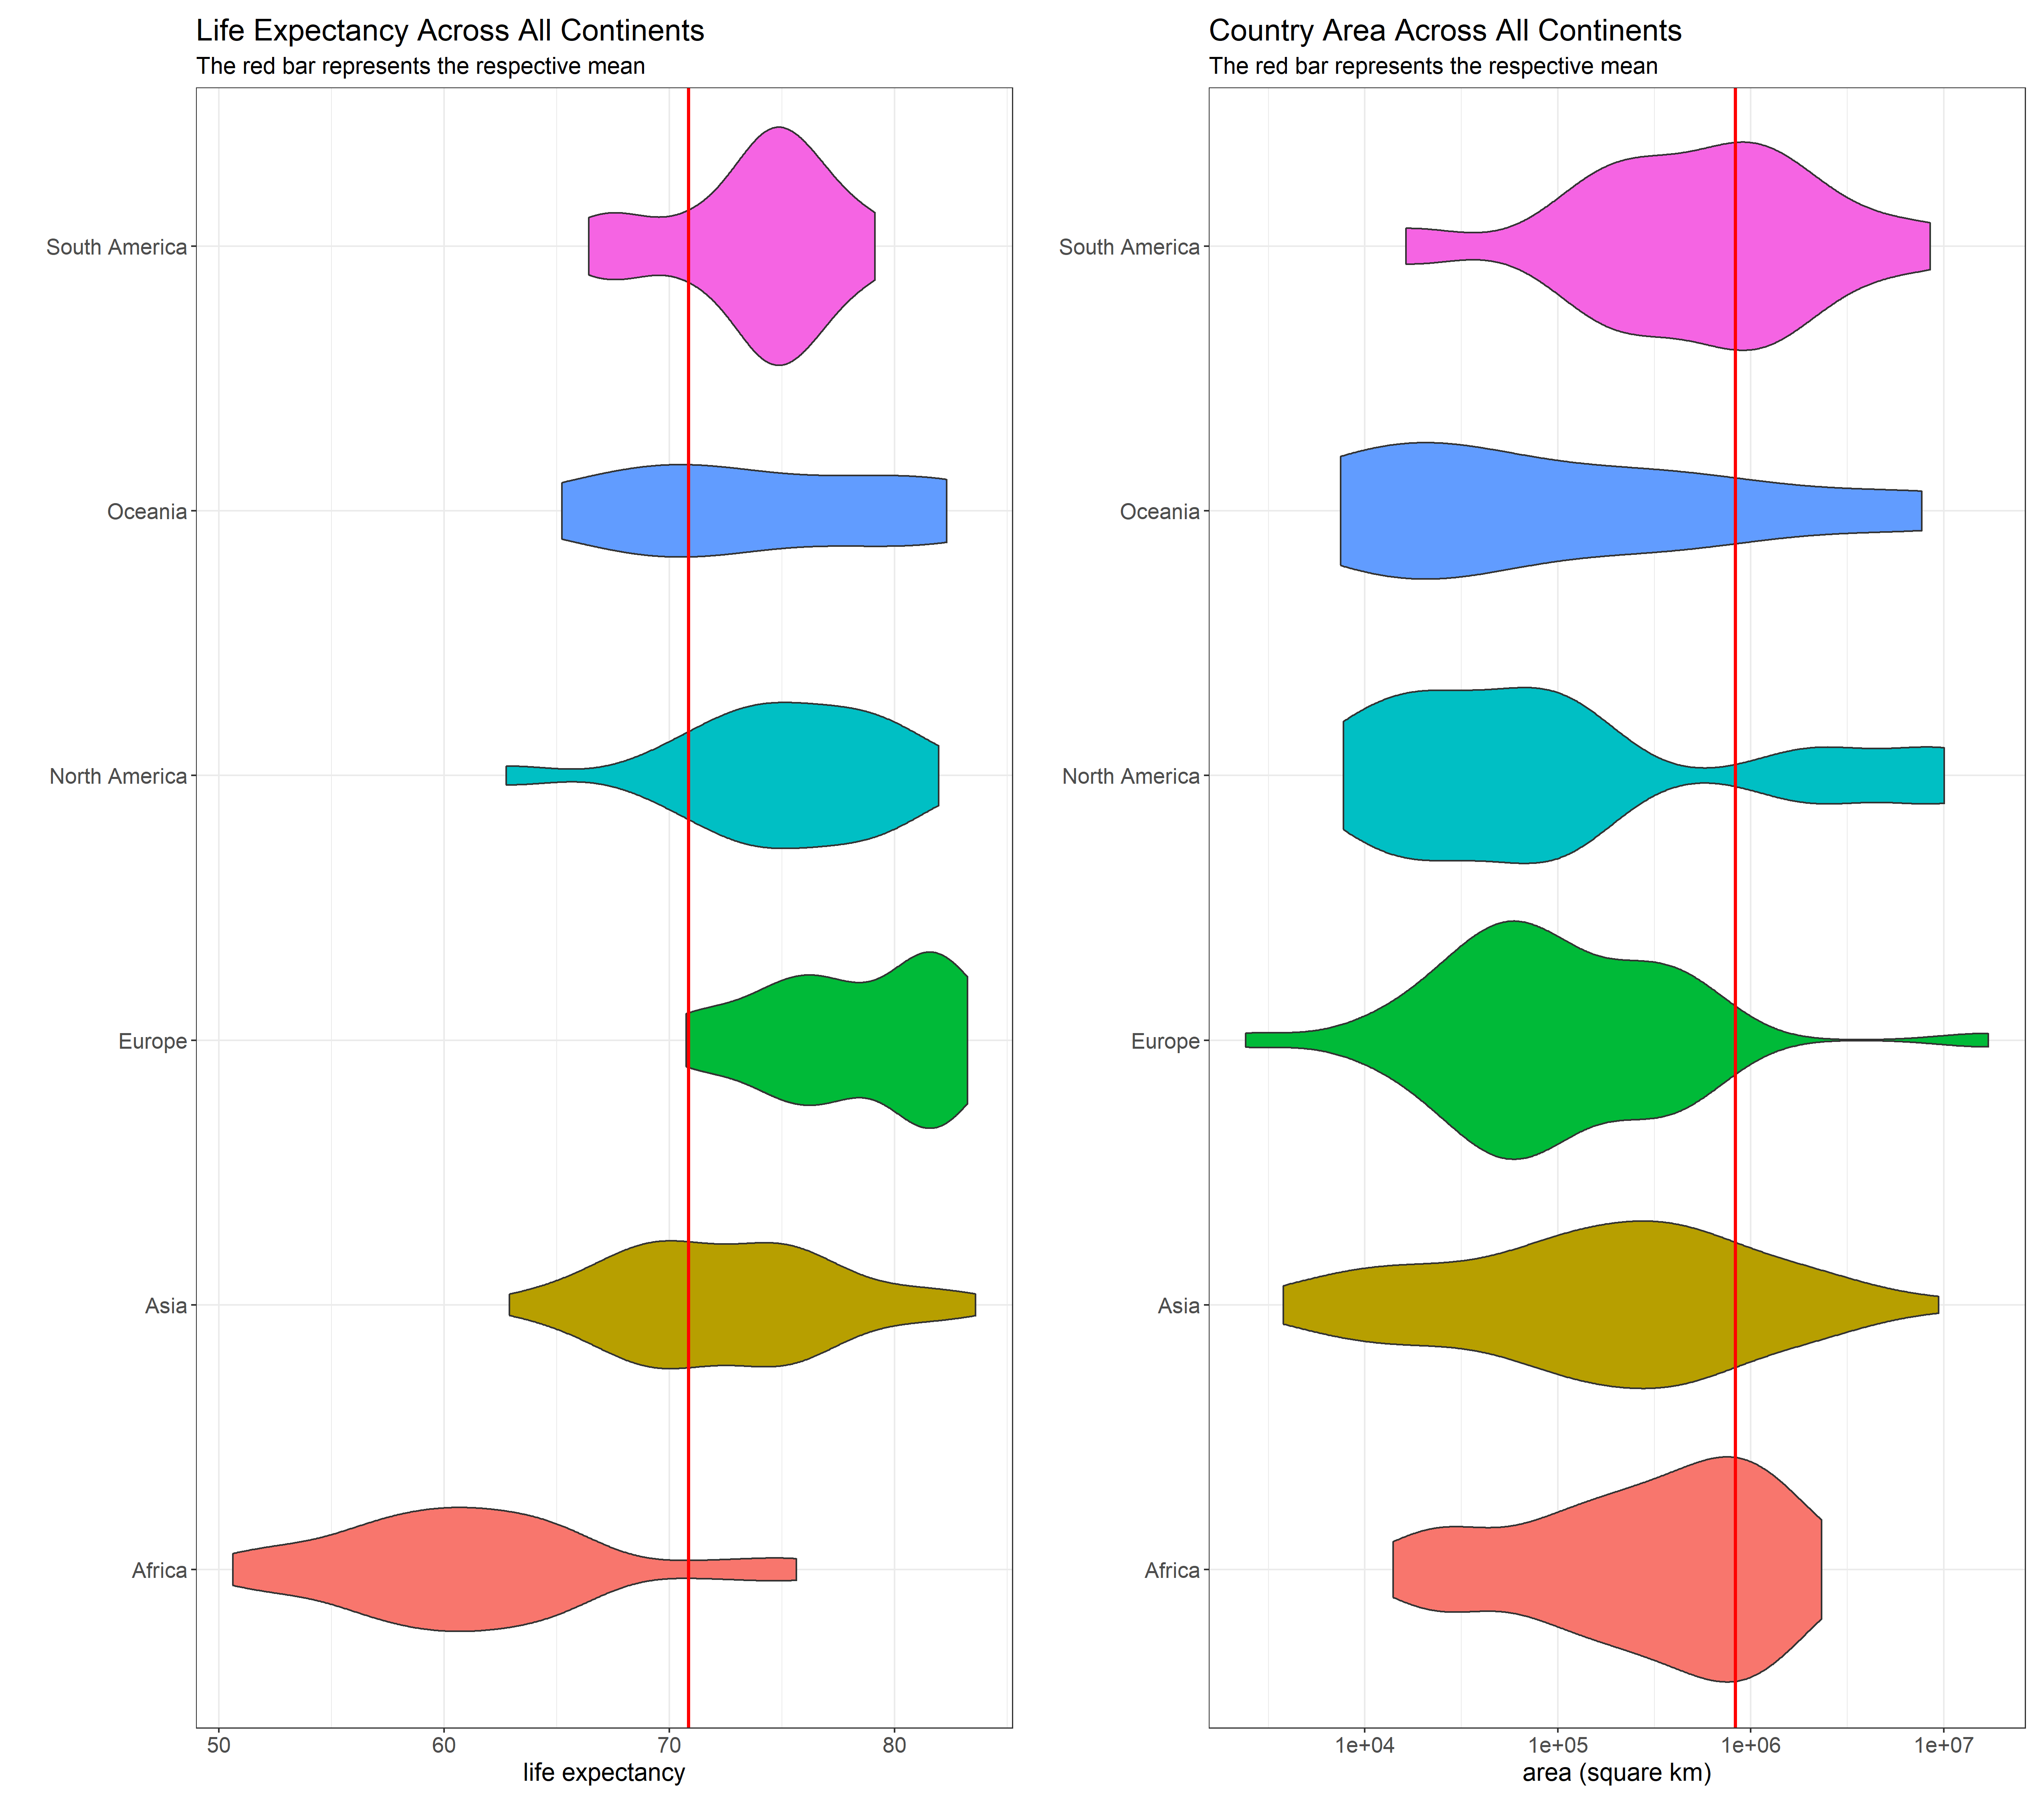 Life Expectancy Across All Continents
The red bar represents the respective mean
South America
Oceania
North America
Europe
Asia
Africa
50 60 70 80
life expectancy
Country Area Across All Continents
The red bar represents the respective mean
South America
Oceania
North America
Europe
Asia
Africa
1e+04 1e+05 1e+06 1e+07
area (square km)